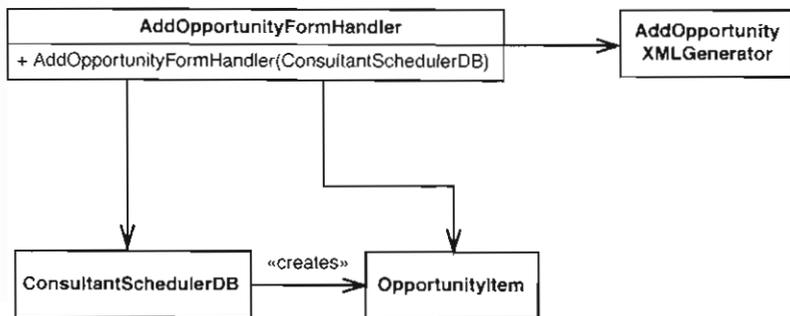 AddOpportunityFormHandler
+ AddOpportunityFormHandler(ConsultantSchedulerDB)
AddOpportunity
XMLGenerator
«creates»
ConsultantSchedulerDB
OpportunityItem